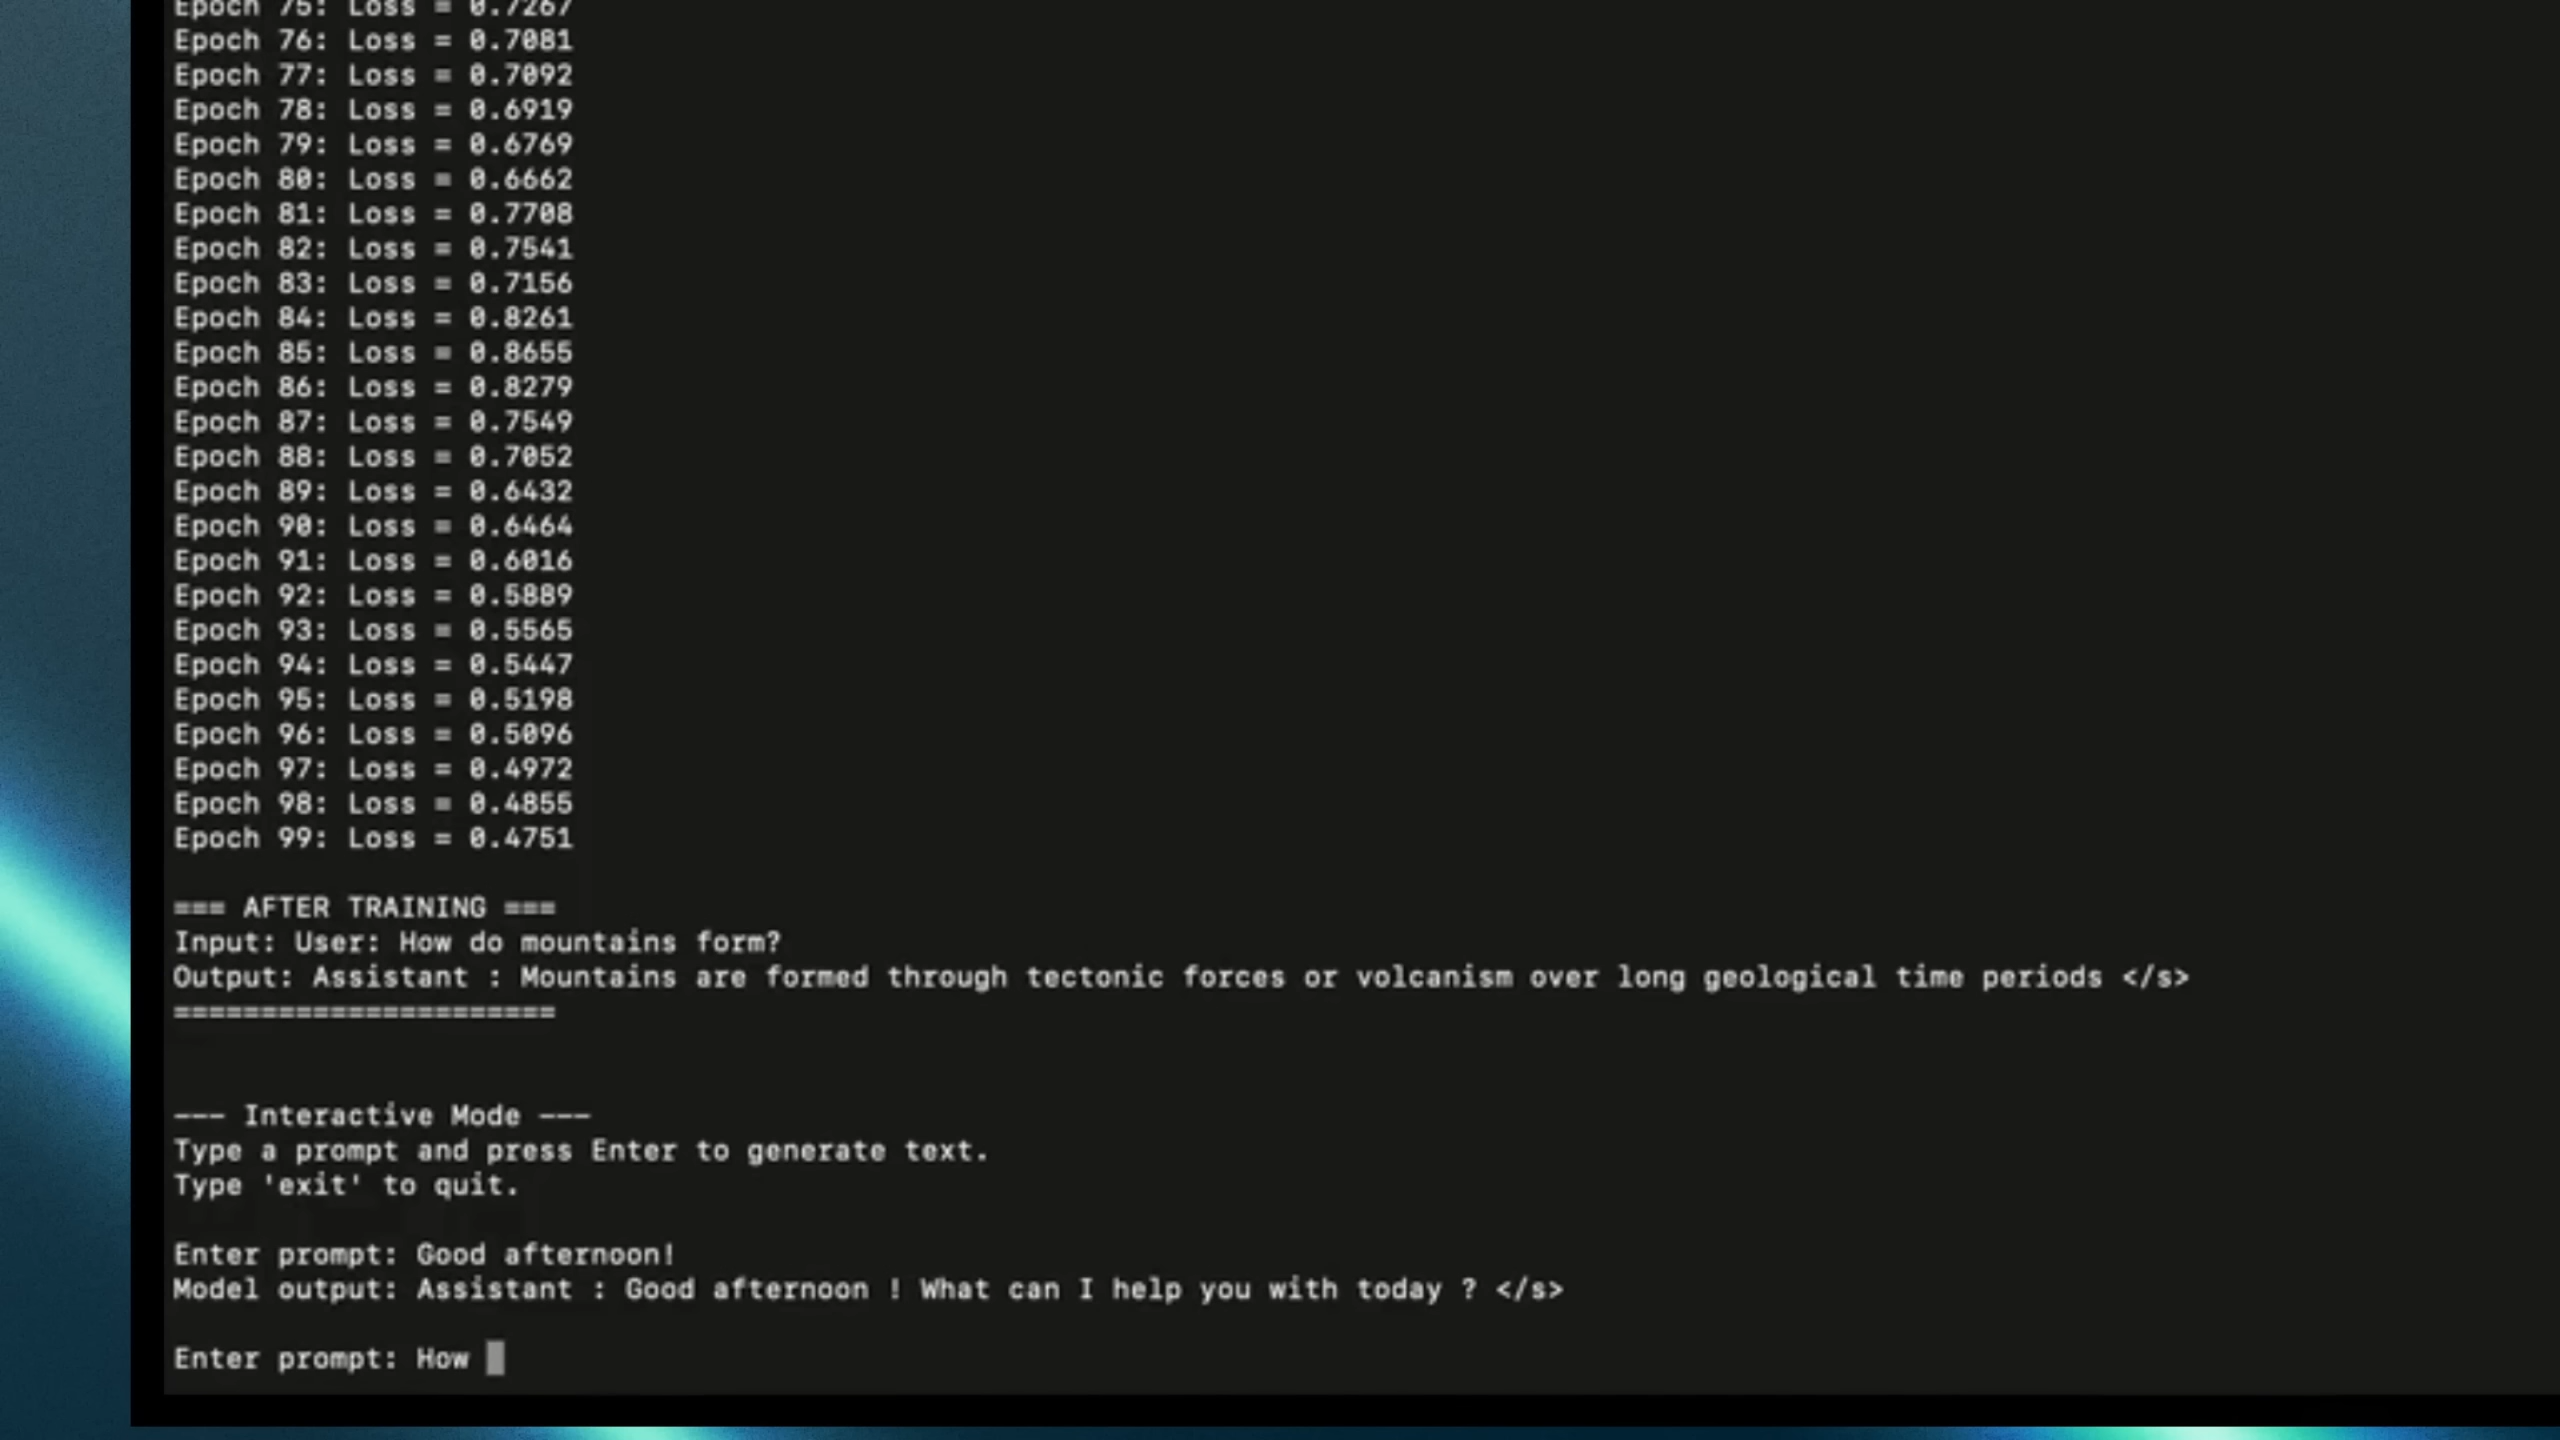 Epoch 75: Loss = 0.7267
Epoch 76: Loss = 0.7081
Epoch 77: Loss = 0.7092
Epoch 78: Loss = 0.6919
Epoch 79: Loss = 0.6769
Epoch 80: Loss = 0.6662
Epoch 81: Loss = 0.7708
Epoch 82: Loss = 0.7541
Epoch 83: Loss = 0.7156
Epoch 84: Loss = 0.8261
Epoch 85: Loss = 0.8655
Epoch 86: Loss = 0.8279
Epoch 87: Loss = 0.7549
Epoch 88: Loss = 0.7052
Epoch 89: Loss = 0.6432
Epoch 90: Loss = 0.6464
Epoch 91: Loss = 0.6016
Epoch 92: Loss = 0.5889
Epoch 93: Loss = 0.5565
Epoch 94: Loss = 0.5447
Epoch 95: Loss = 0.5198
Epoch 96: Loss = 0.5096
Epoch 97: Loss = 0.4972
Epoch 98: Loss = 0.4855
Epoch 99: Loss = 0.4751
=== AFTER TRAINING ===
Input: User: How do mountains form?
Output: Assistant : Mountains are formed through tectonic forces or volcanism over long geological time periods </s>
======================
--- Interactive Mode ---
Type a prompt and press Enter to generate text.
Type 'exit' to quit.
Enter prompt: Good afternoon!
Model output: Assistant : Good afternoon ! What can I help you with today ? </s>
Enter prompt: How